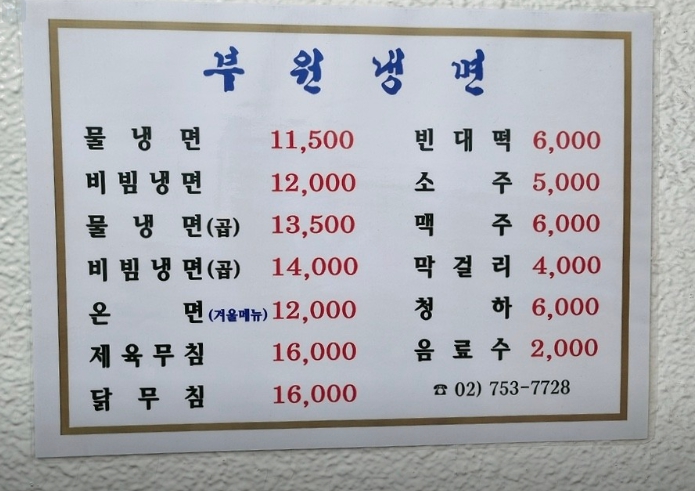 부원냉면
물냉면 11,500
비빔냉면 12,000
물냉면(곱) 13,500
비빔냉면(곱) 14,000
온면(겨울메뉴) 12,000
제육무침 16,000
닭무침 16,000
빈대떡 6,000
소주 5,000
맥주 6,000
막걸리 4,000
청하 6,000
음료수 2,000
☎ 02) 753-7728